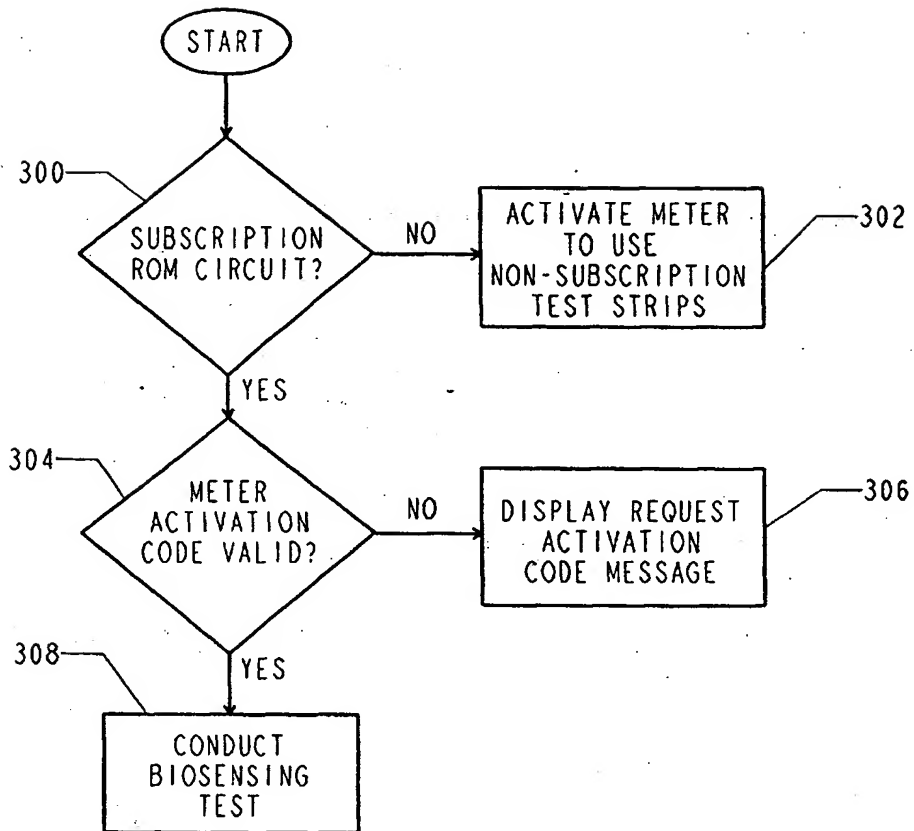 START
300
SUBSCRIPTION
ROM CIRCUIT?
NO
ACTIVATE METER
TO USE
NON-SUBSCRIPTION
TEST STRIPS
302
YES
304
METER
ACTIVATION
CODE VALID?
NO
DISPLAY REQUEST
ACTIVATION
CODE MESSAGE
306
YES
308
CONDUCT
BIOSENSING
TEST